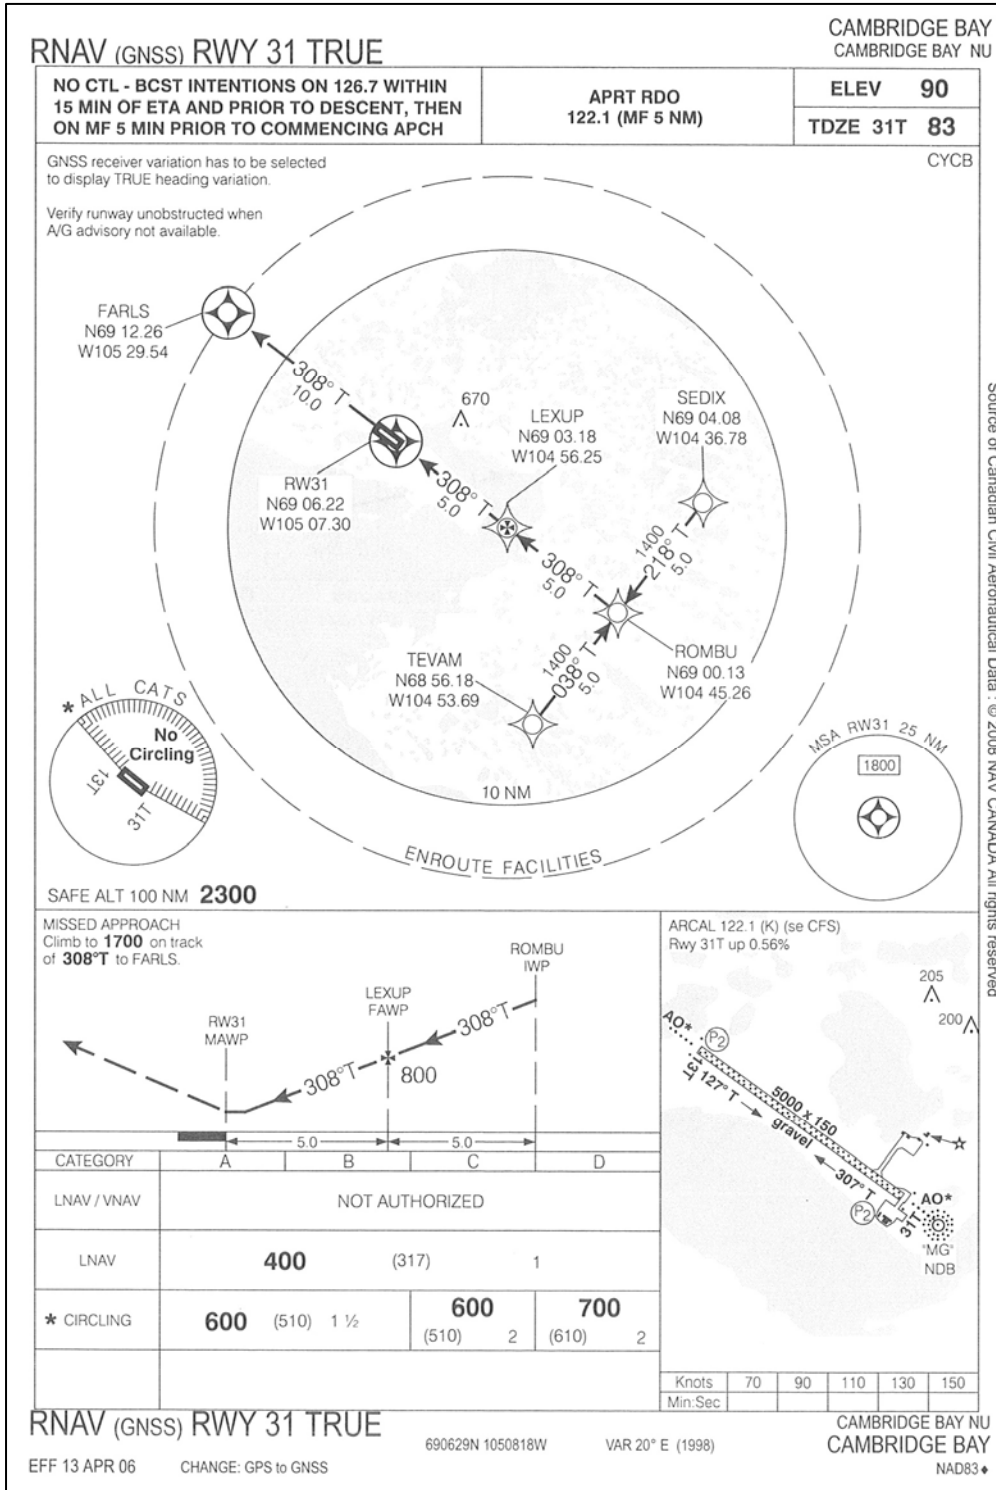 RNAV (GNSS) RWY 31 TRUE
CAMBRIDGE BAY
CAMBRIDGE BAY NU
NO CTL - BCST INTENTIONS ON 126.7 WITHIN
15 MIN OF ETA AND PRIOR TO DESCENT, THEN
ON MF 5 MIN PRIOR TO COMMENCING APCH
APRT RDO
122.1 (MF 5 NM)
ELEV 90
TDZE 31T 83
CYCB
GNSS receiver variation has to be selected
to display TRUE heading variation.
Verify runway unobstructed when
A/G advisory not available.
FARLS
N69 12.26
W105 29.54
308° T
10.0
670
LEXUP
N69 03.18
W104 56.25
SEDIX
N69 04.08
W104 36.78
RW31
N69 06.22
W105 07.30
308° T
5.0
308° T
5.0
1400
218° T
5.0
TEVAM
N68 56.18
W104 53.69
1400
038° T
5.0
ROMBU
N69 00.13
W104 45.26
* ALL CATS
No
Circling
13T
31T
10 NM
ENROUTE FACILITIES
MSA RW31 25 NM
1800
SAFE ALT 100 NM 2300
Source of Canadian Civil Aeronautical Data : © 2006 NAV CANADA All rights reserved
MISSED APPROACH
Climb to 1700 on track
of 308°T to FARLS.
RW31
MAWP
LEXUP
FAWP
ROMBU
IWP
308°T
308°T
800
5.0
5.0
ARCAL 122.1 (K) (se CFS)
Rwy 31T up 0.56%
205
200
AO*
P2
13T
127° T
5000 x 150
gravel
307° T
P2
31T
AO*
"MG"
NDB
CATEGORY A B C D
LNAV / VNAV NOT AUTHORIZED
LNAV 400 (317) 1
* CIRCLING 600 (510) 1 ½ 600 (510) 2 700 (610) 2
Knots 70 90 110 130 150
Min:Sec
RNAV (GNSS) RWY 31 TRUE
EFF 13 APR 06
CHANGE: GPS to GNSS
690629N 1050818W
VAR 20° E (1998)
CAMBRIDGE BAY NU
CAMBRIDGE BAY
NAD83